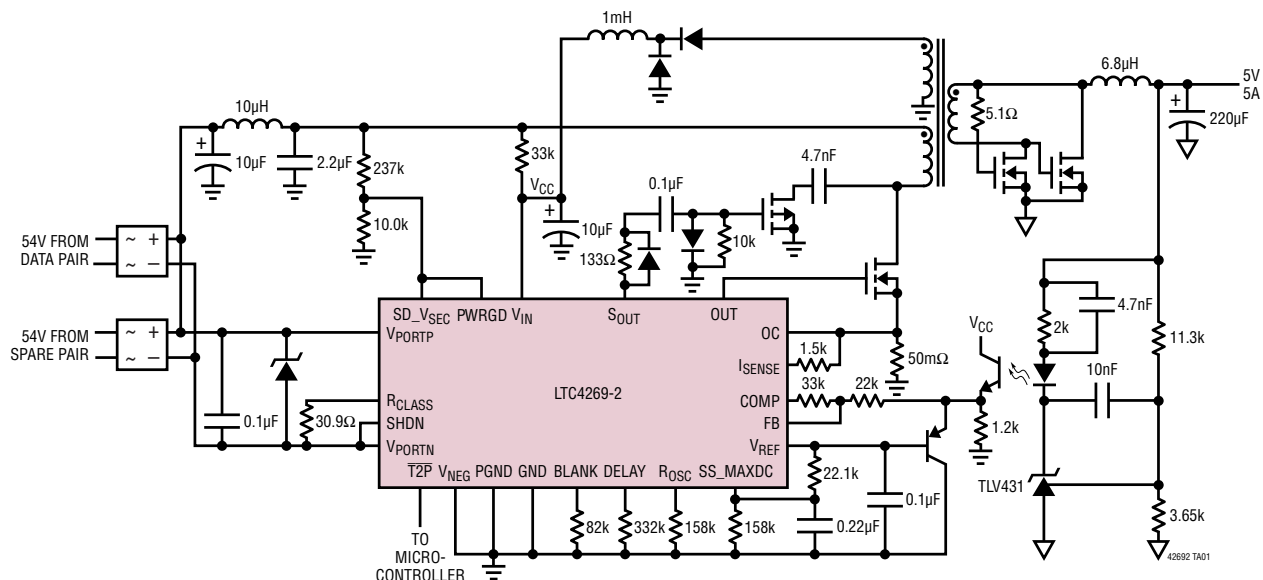 1mH
6.8µH
5V
5A
10µH
5.1Ω
+
220µF
+
10µF
2.2µF
237k
33k
4.7nF
VCC
0.1µF
10.0k
+
10µF
133Ω
10k
54V FROM
DATA PAIR
~ +
~ –
54V FROM
SPARE PAIR
~ +
~ –
SD_VSEC PWRGD VIN SOUT OUT
VPORTP
OC
ISENSE
1.5k
50mΩ
VCC
2k
4.7nF
11.3k
LTC4269-2
33k
22k
10nF
COMP
RCLASS
0.1µF
30.9Ω
SHDN
FB
1.2k
VPORTN
VREF
T2P VNEG PGND GND BLANK DELAY ROSC SS_MAXDC
22.1k
0.1µF
TLV431
82k
332k
158k
158k
0.22µF
3.65k
TO
MICRO-
CONTROLLER
42692 TA01